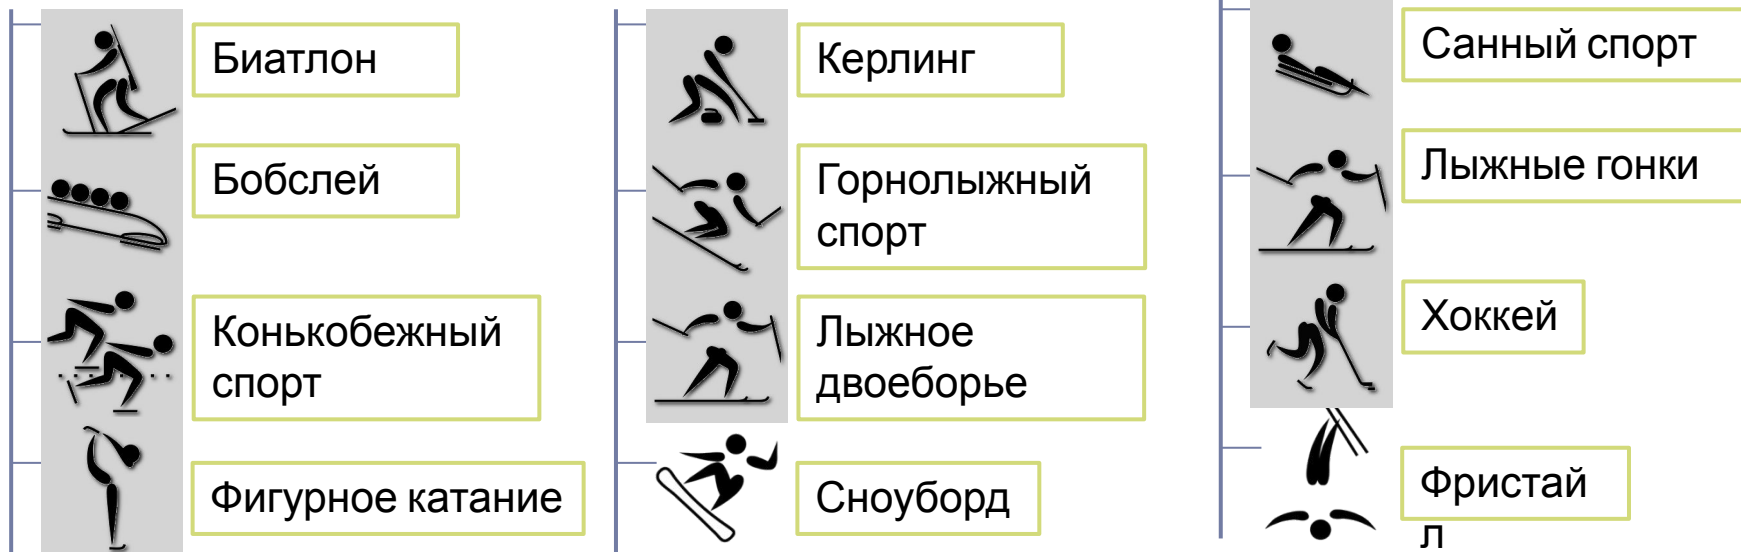 Биатлон
Бобслей
Конькобежный
спорт
Фигурное катание
Керлинг
Горнолыжный
спорт
Лыжное
двоеборье
Сноуборд
Санный спорт
Лыжные гонки
Хоккей
Фристай
л